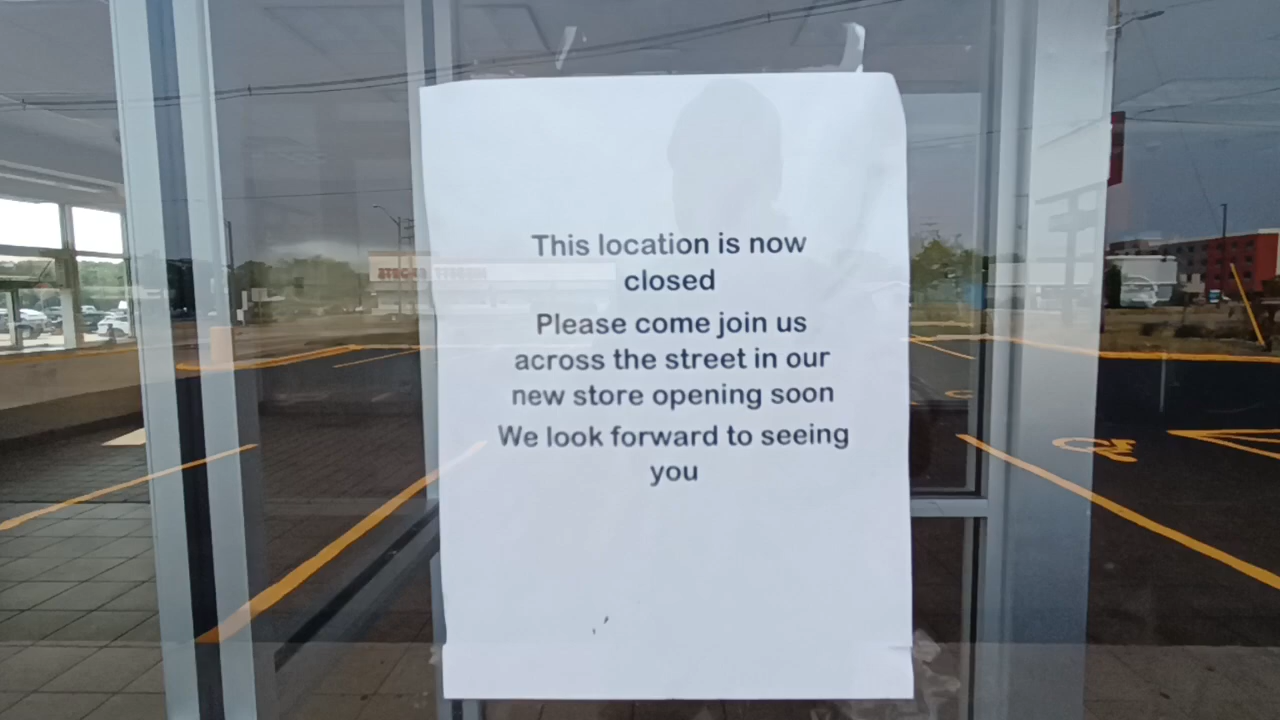 This location is now
closed
Please come join us
across the street in our
new store opening soon
We look forward to seeing
you